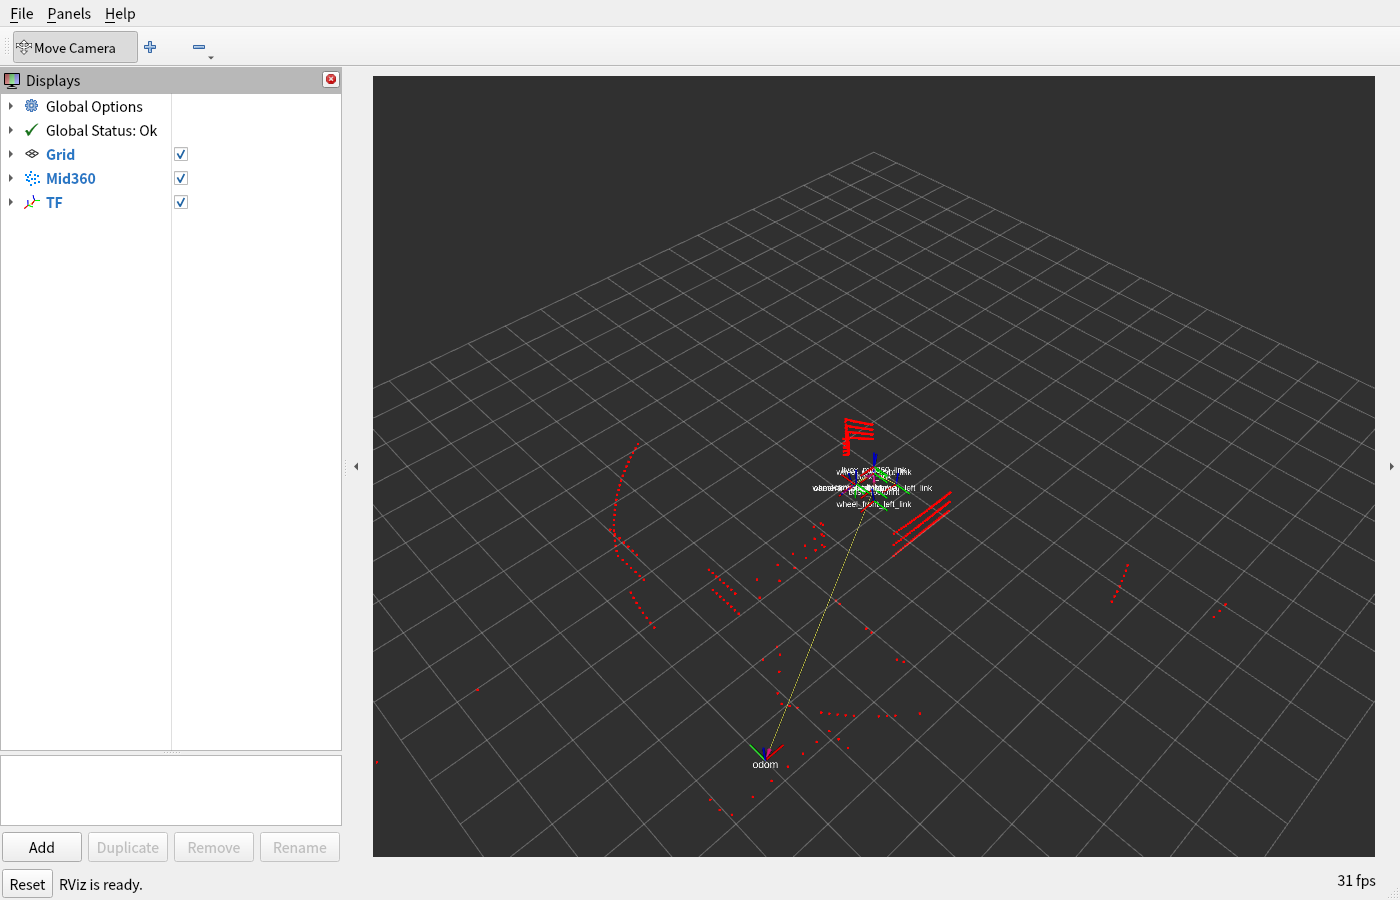 File Panels Help
Move Camera
Displays
Global Options
Global Status: Ok
Grid
Mid360
TF
wheel_front_left_link
odom
Add Duplicate Remove Rename
Reset RViz is ready. 31 fps